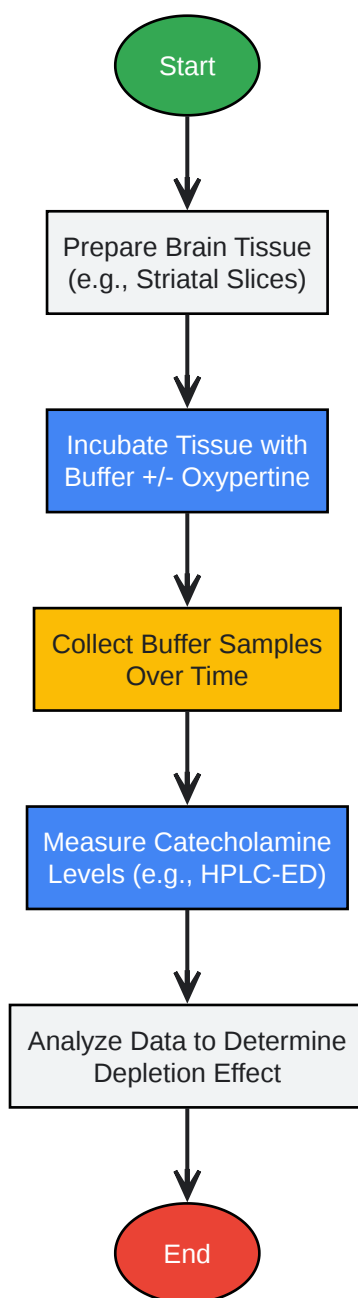 Start
Prepare Brain Tissue
(e.g., Striatal Slices)
Incubate Tissue with
Buffer +/- Oxypertine
Collect Buffer Samples
Over Time
Measure Catecholamine
Levels (e.g., HPLC-ED)
Analyze Data to Determine
Depletion Effect
End